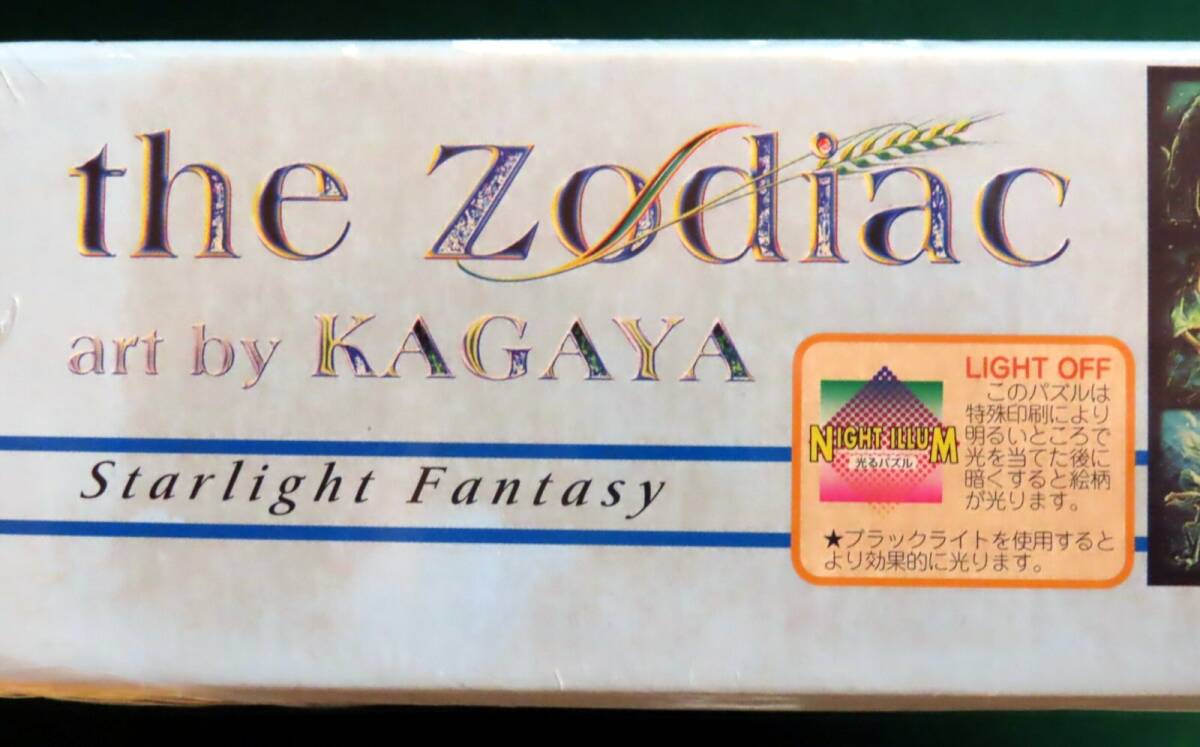 the Zodiac
art by KAGAYA
Starlight Fantasy
NIGHT ILLUM
光るパズル
LIGHT OFF
このパズルは
特殊印刷により
明るいところで
光を当てた後に
暗くすると絵柄
が光ります。
★ブラックライトを使用すると
より効果的に光ります。